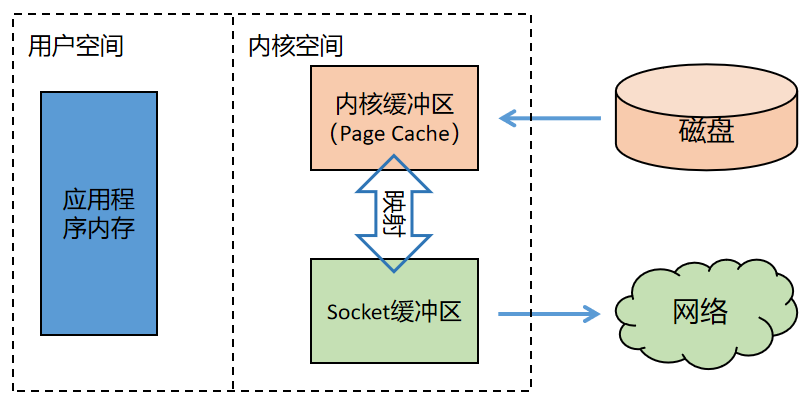 用户空间
内核空间
应用程
序内存
内核缓冲区
（Page Cache）
映射
Socket缓冲区
磁盘
网络